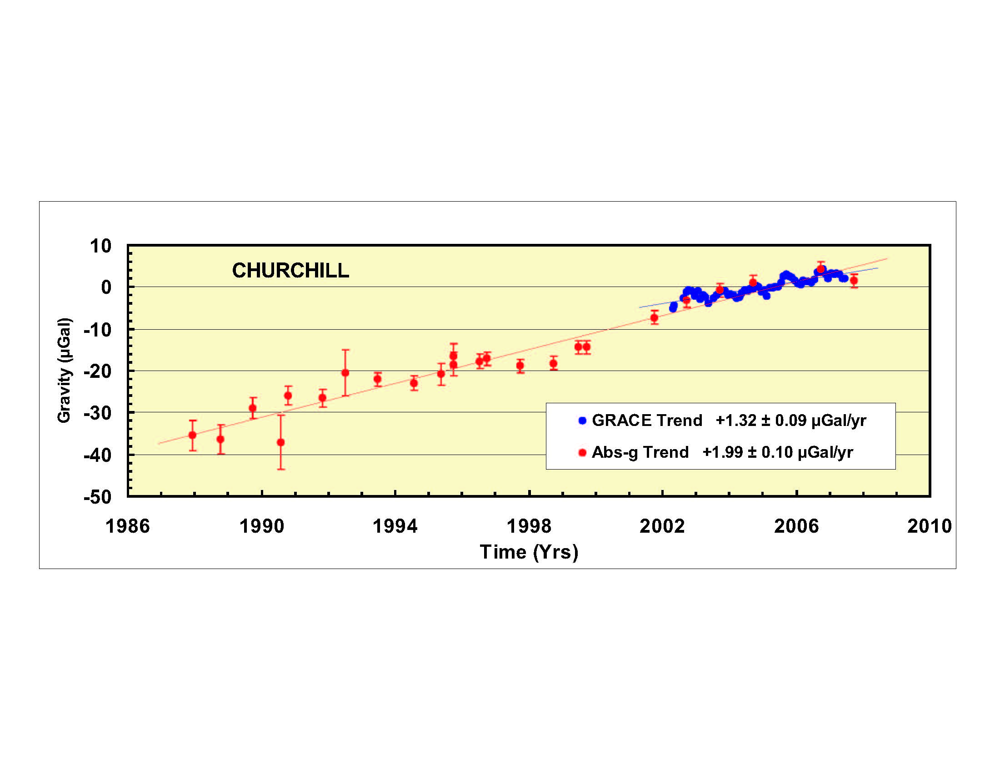 CHURCHILL
10
0
-10
-20
-30
-40
-50
Gravity (µGal)
GRACE Trend +1.32 ± 0.09 µGal/yr
Abs-g Trend +1.99 ± 0.10 µGal/yr
1986 1990 1994 1998 2002 2006 2010
Time (Yrs)